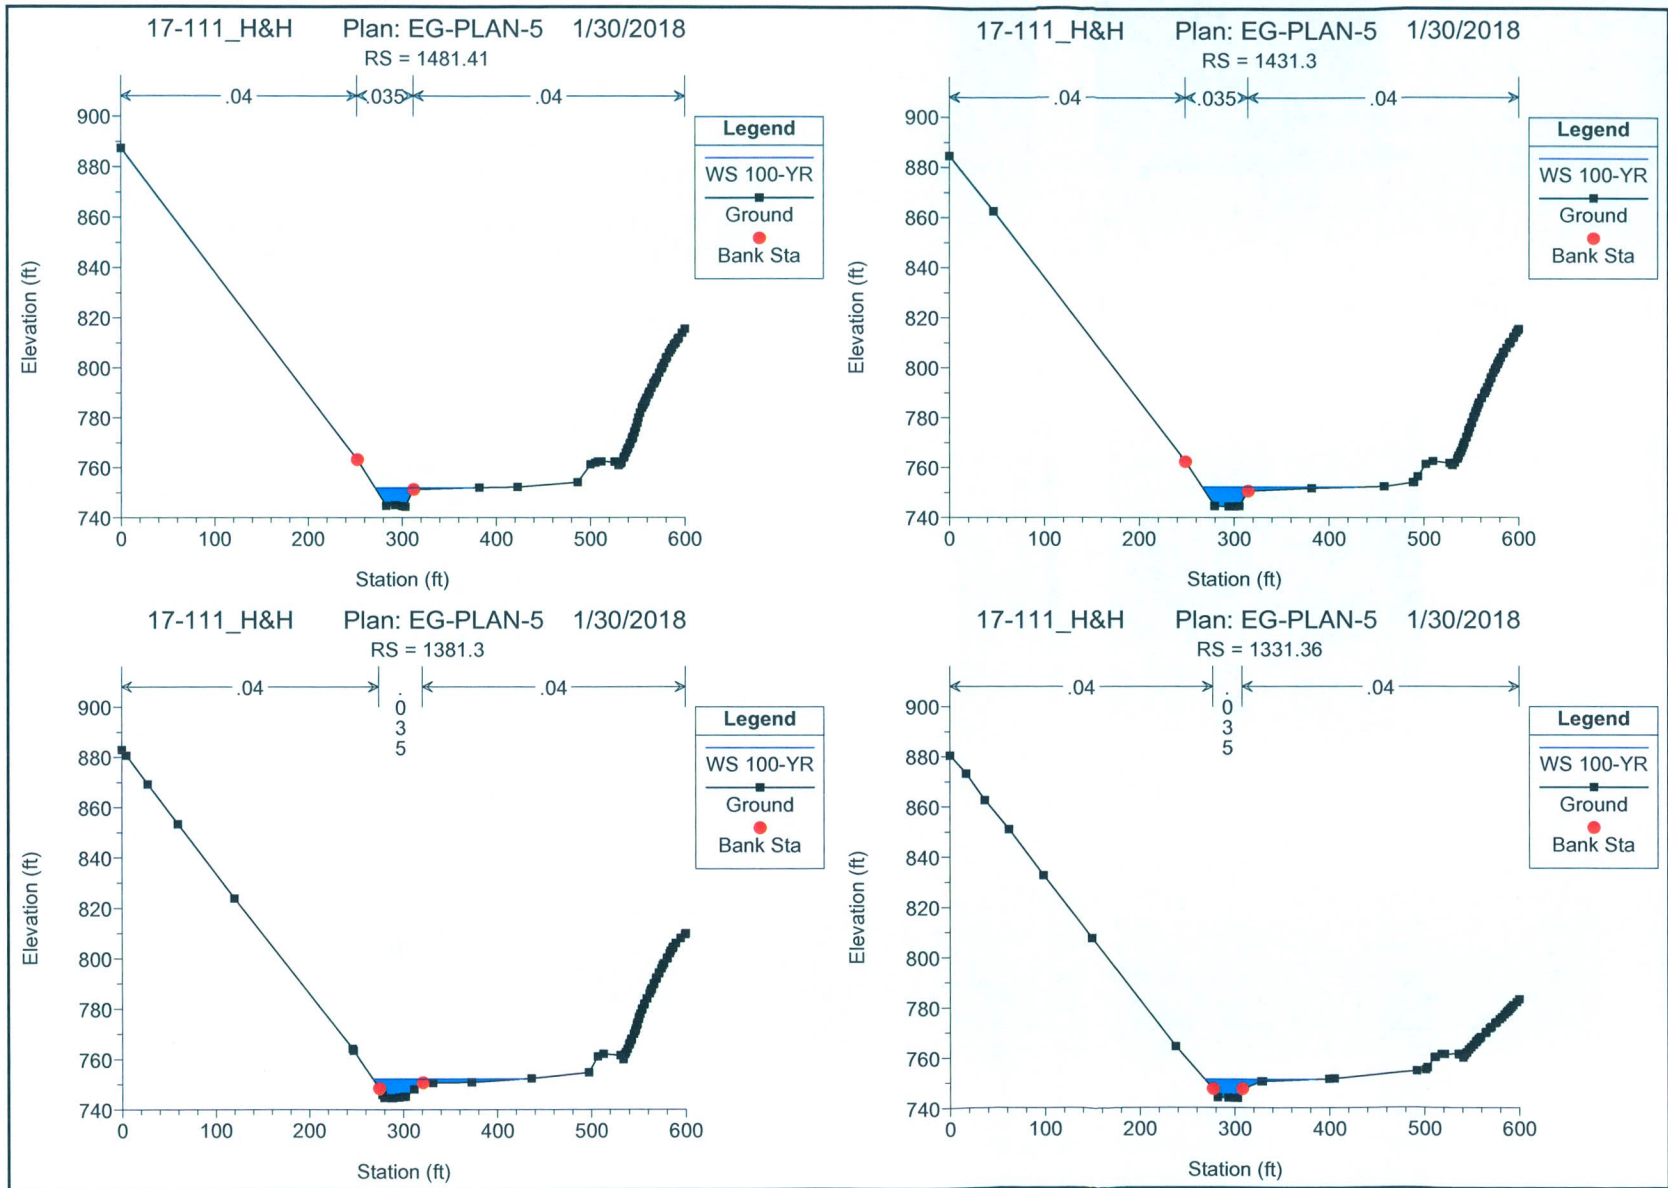 17-111_H&H Plan: EG-PLAN-5 1/30/2018
RS = 1481.41
.04 .035 .04
900
880
860
840
820
800
780
760
740
Elevation (ft)
0 100 200 300 400 500 600
Station (ft)
Legend
WS 100-YR
Ground
Bank Sta
17-111_H&H Plan: EG-PLAN-5 1/30/2018
RS = 1431.3
.04 .035 .04
900
880
860
840
820
800
780
760
740
Elevation (ft)
0 100 200 300 400 500 600
Station (ft)
Legend
WS 100-YR
Ground
Bank Sta
17-111_H&H Plan: EG-PLAN-5 1/30/2018
RS = 1381.3
.04 .035 .04
900
880
860
840
820
800
780
760
740
Elevation (ft)
0 100 200 300 400 500 600
Station (ft)
Legend
WS 100-YR
Ground
Bank Sta
17-111_H&H Plan: EG-PLAN-5 1/30/2018
RS = 1331.36
.04 .035 .04
900
880
860
840
820
800
780
760
740
Elevation (ft)
0 100 200 300 400 500 600
Station (ft)
Legend
WS 100-YR
Ground
Bank Sta